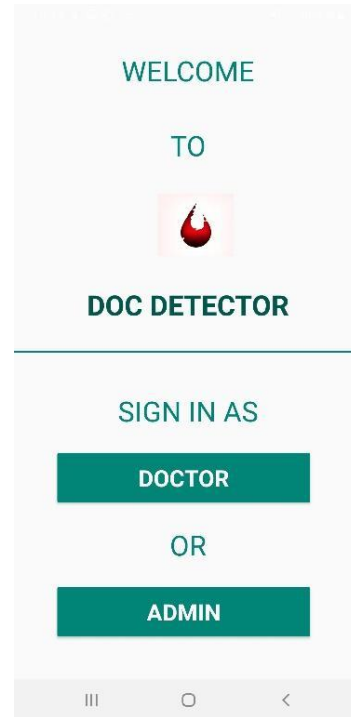 WELCOME
TO
DOC DETECTOR
SIGN IN AS
DOCTOR
OR
ADMIN